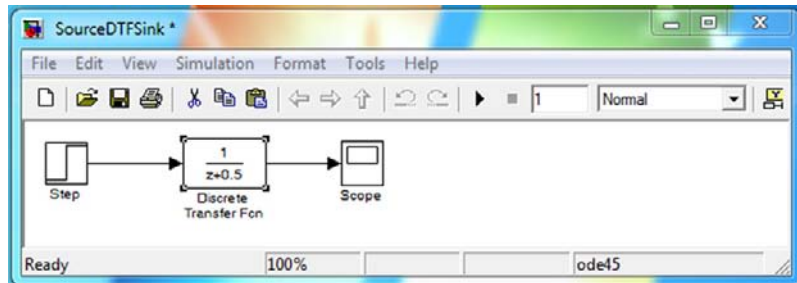 SourceDTFSink *
File Edit View Simulation Format Tools Help
1 Normal
1
z+0.5
Step
Discrete
Transfer Fcn
Scope
Ready 100% ode45